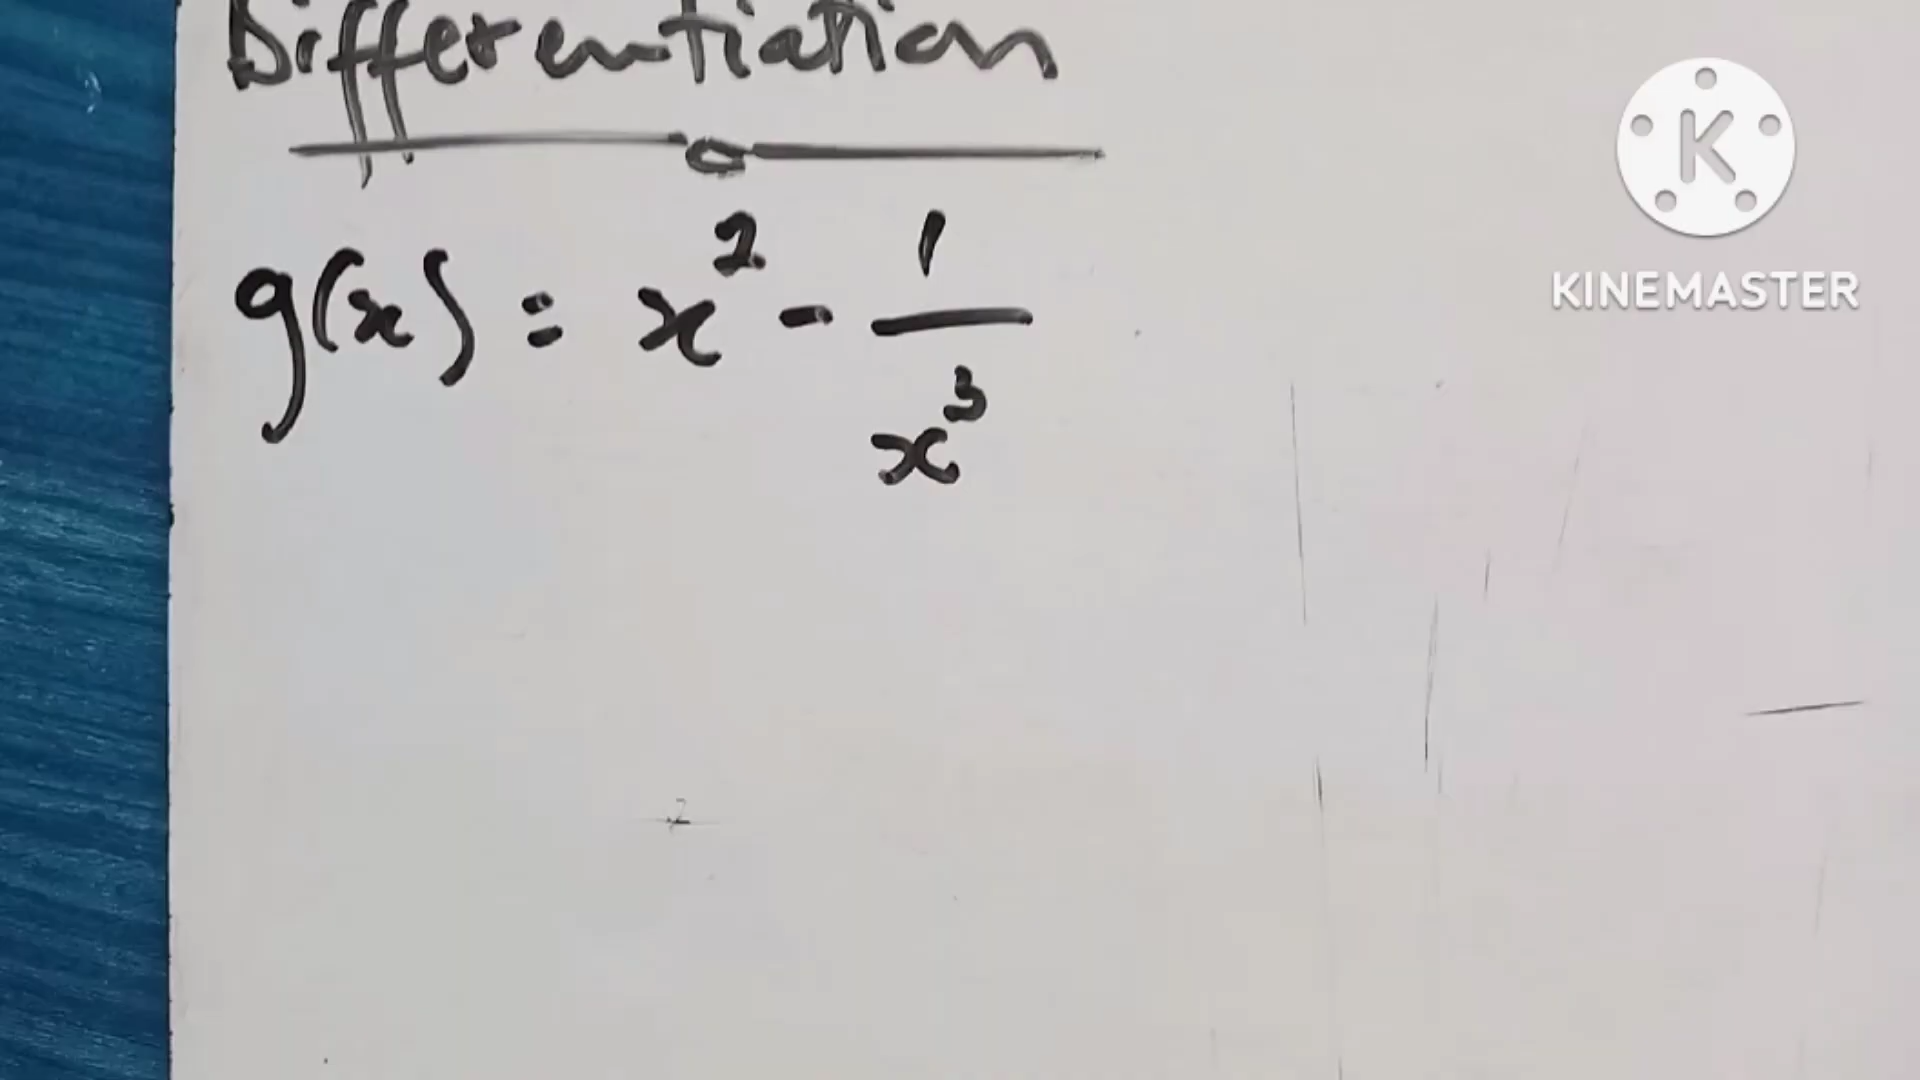 Differentiation
g(x) = x² - 1/x³
K
KINEMASTER